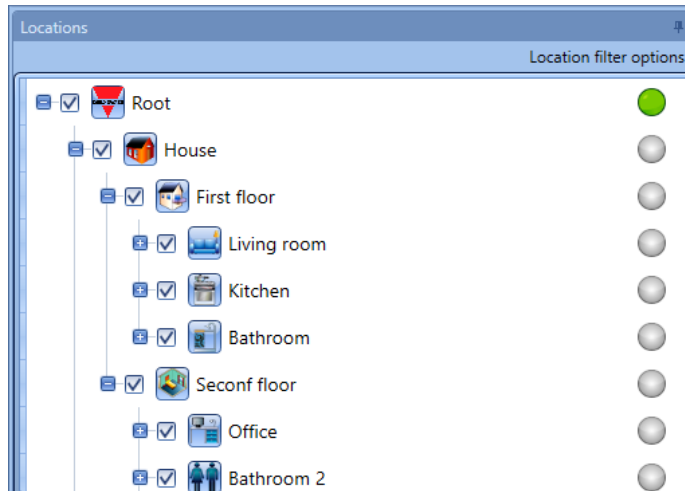 Locations
Location filter options
Root
House
First floor
Living room
Kitchen
Bathroom
Seconf floor
Office
Bathroom 2